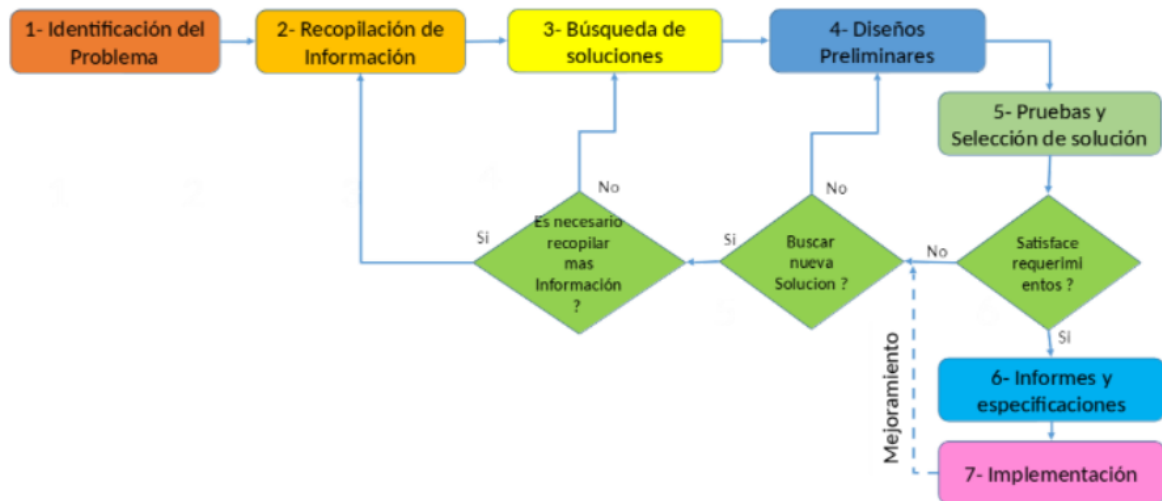 1- Identificación del
Problema
2- Recopilación de
Información
3- Búsqueda de
soluciones
4- Diseños
Preliminares
5- Pruebas y
Selección de solución
No
No
Si
Es necesario
recopilar
mas
Información
?
Si
Buscar
nueva
Solucion ?
No
Satisface
requerimi
entos ?
Si
Mejoramiento
6- Informes y
especificaciones
7- Implementación